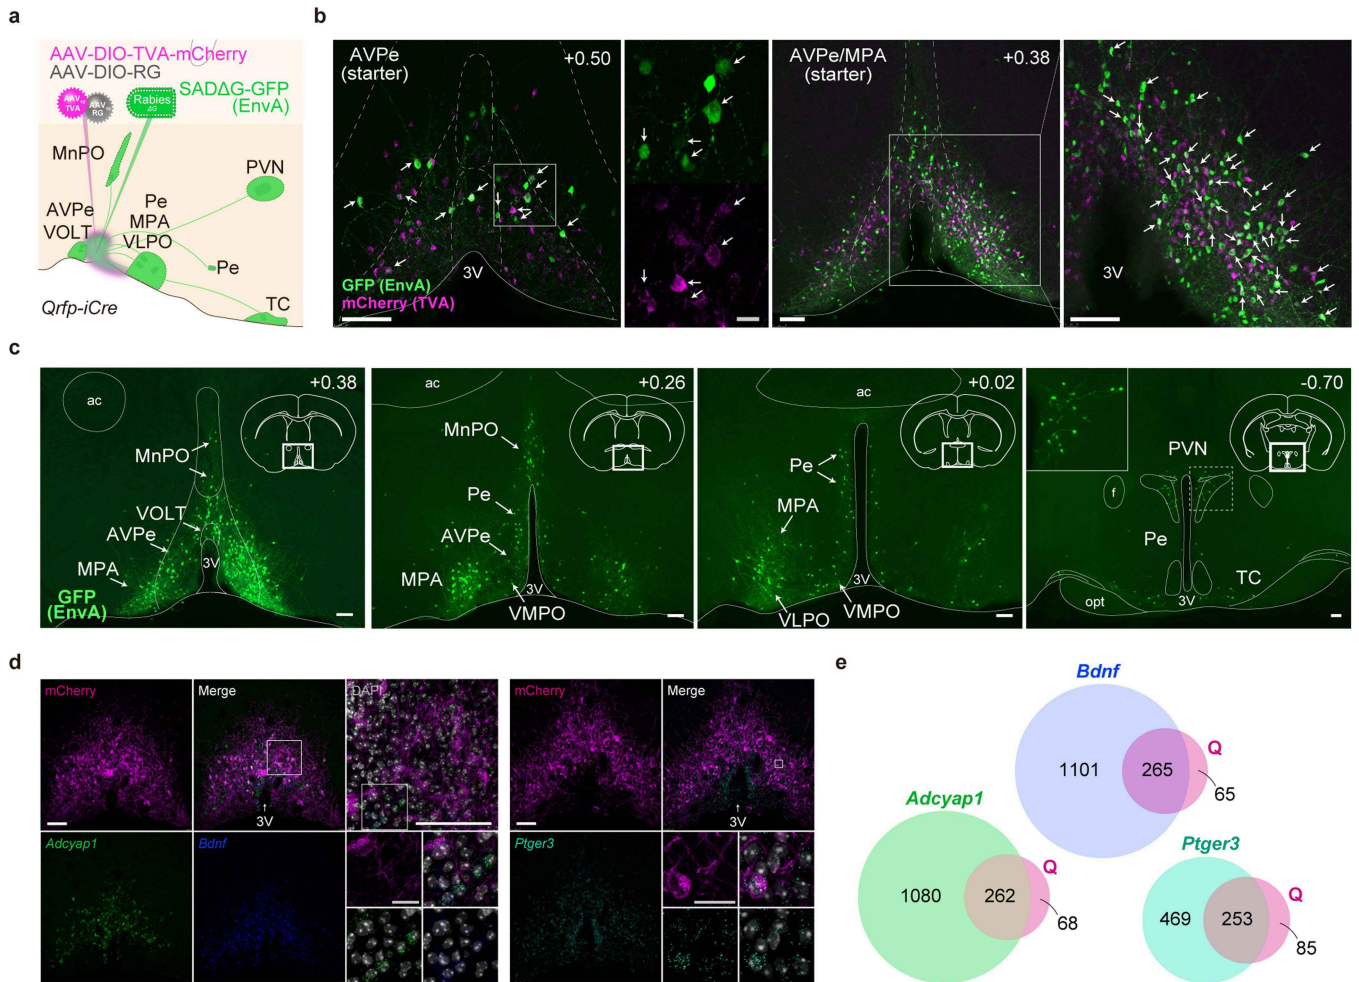 a
AAV-DIO-TVA-mCherry
AAV-DIO-RG
SADΔG-GFP
(EnvA)
AAV
TVA
AAV
RG
Rabies
ΔG
MnPO
PVN
AVPe
VOLT
Pe
MPA
VLPO
Pe
TC
Qrfp-iCre
b
AVPe
(starter)
+0.50
3V
GFP (EnvA)
mCherry (TVA)
AVPe/MPA
(starter)
+0.38
3V
3V
c
ac
+0.38
MnPO
VOLT
AVPe
MPA
3V
GFP
(EnvA)
ac
+0.26
MnPO
Pe
AVPe
MPA
3V
VMPO
ac
+0.02
Pe
MPA
3V
VLPO
VMPO
-0.70
PVN
f
Pe
TC
opt
3V
d
mCherry
Merge
3V
DAPI
Adcyap1
Bdnf
mCherry
Merge
3V
Ptger3
e
Bdnf
1101
265
Q
65
Adcyap1
1080
262
Q
68
Ptger3
469
253
Q
85